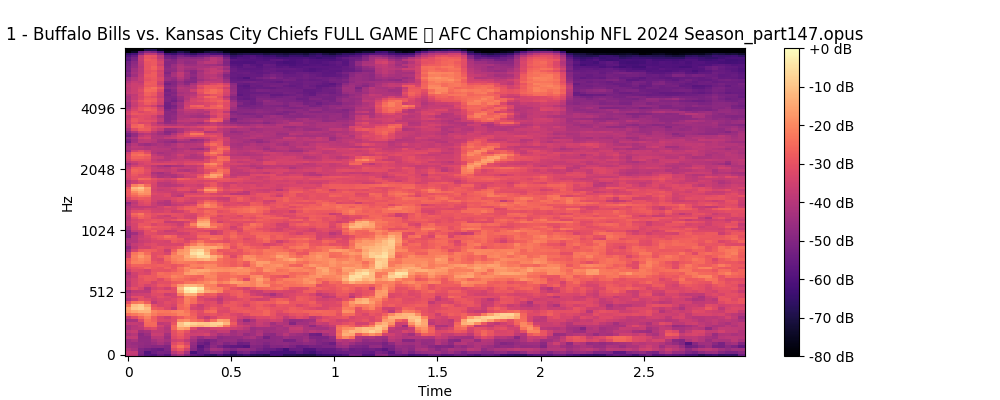 1 - Buffalo Bills vs. Kansas City Chiefs FULL GAME AFC Championship NFL 2024 Season_part147.opus
Hz
4096
2048
1024
512
0
0
0.5
1
1.5
2
2.5
Time
+0 dB
-10 dB
-20 dB
-30 dB
-40 dB
-50 dB
-60 dB
-70 dB
-80 dB